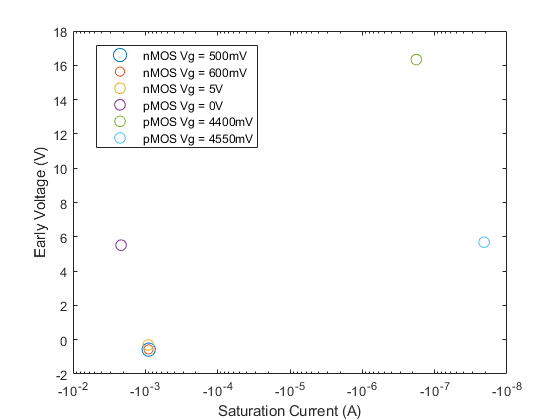 18
16
14
12
10
8
6
4
2
0
-2
Early Voltage (V)
nMOS Vg = 500mV
nMOS Vg = 600mV
nMOS Vg = 5V
pMOS Vg = 0V
pMOS Vg = 4400mV
pMOS Vg = 4550mV
-10^-2 -10^-3 -10^-4 -10^-5 -10^-6 -10^-7 -10^-8
Saturation Current (A)